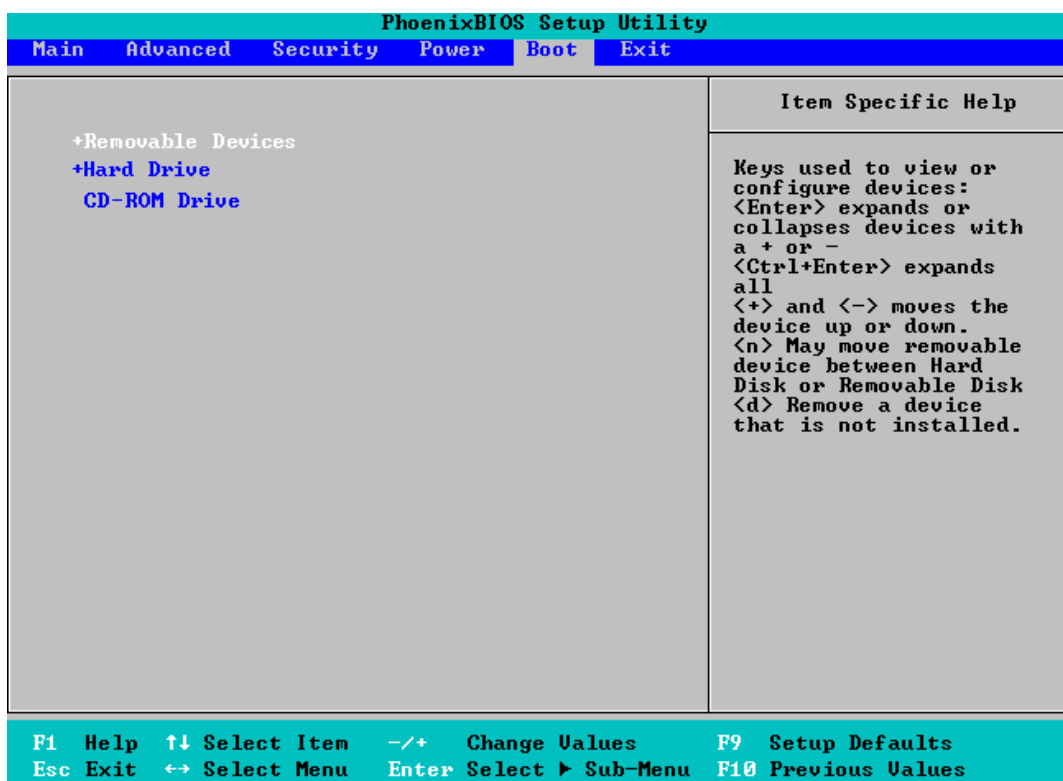 PhoenixBIOS Setup Utility
Main Advanced Security Power Boot Exit
+Removable Devices
+Hard Drive
CD-ROM Drive
Item Specific Help
Keys used to view or
configure devices:
<Enter> expands or
collapses devices with
a + or -
<Ctrl+Enter> expands
all
<+> and <-> moves the
device up or down.
<n> May move removable
device between Hard
Disk or Removable Disk
<d> Remove a device
that is not installed.
F1 Help ↑↓ Select Item -/+ Change Values F9 Setup Defaults
Esc Exit ↔ Select Menu Enter Select ▶ Sub-Menu F10 Previous Values